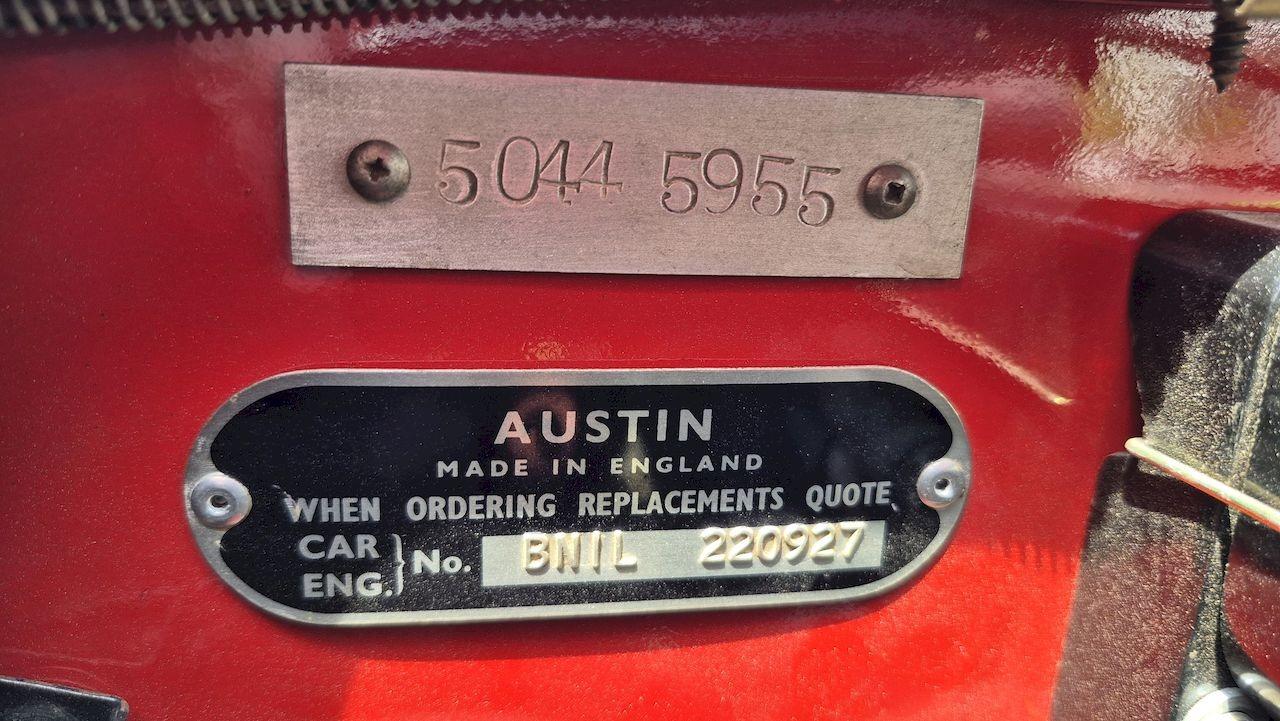 5044 5955
AUSTIN
MADE IN ENGLAND
WHEN ORDERING REPLACEMENTS QUOTE
CAR
ENG. } No. BN1L 220927